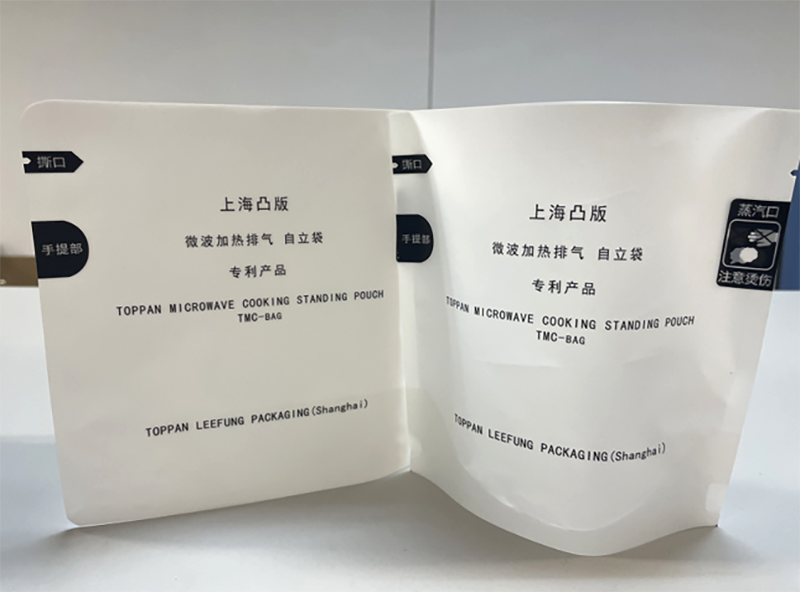 撕口
手提部
上海凸版
微波加热排气 自立袋
专利产品
TOPPAN MICROWAVE COOKING STANDING POUCH
TMC-BAG
TOPPAN LEEFUNG PACKAGING(Shanghai)
撕口
手提部
上海凸版
微波加热排气 自立袋
专利产品
TOPPAN MICROWAVE COOKING STANDING POUCH
TMC-BAG
TOPPAN LEEFUNG PACKAGING(Shanghai)
蒸汽口
注意烫伤